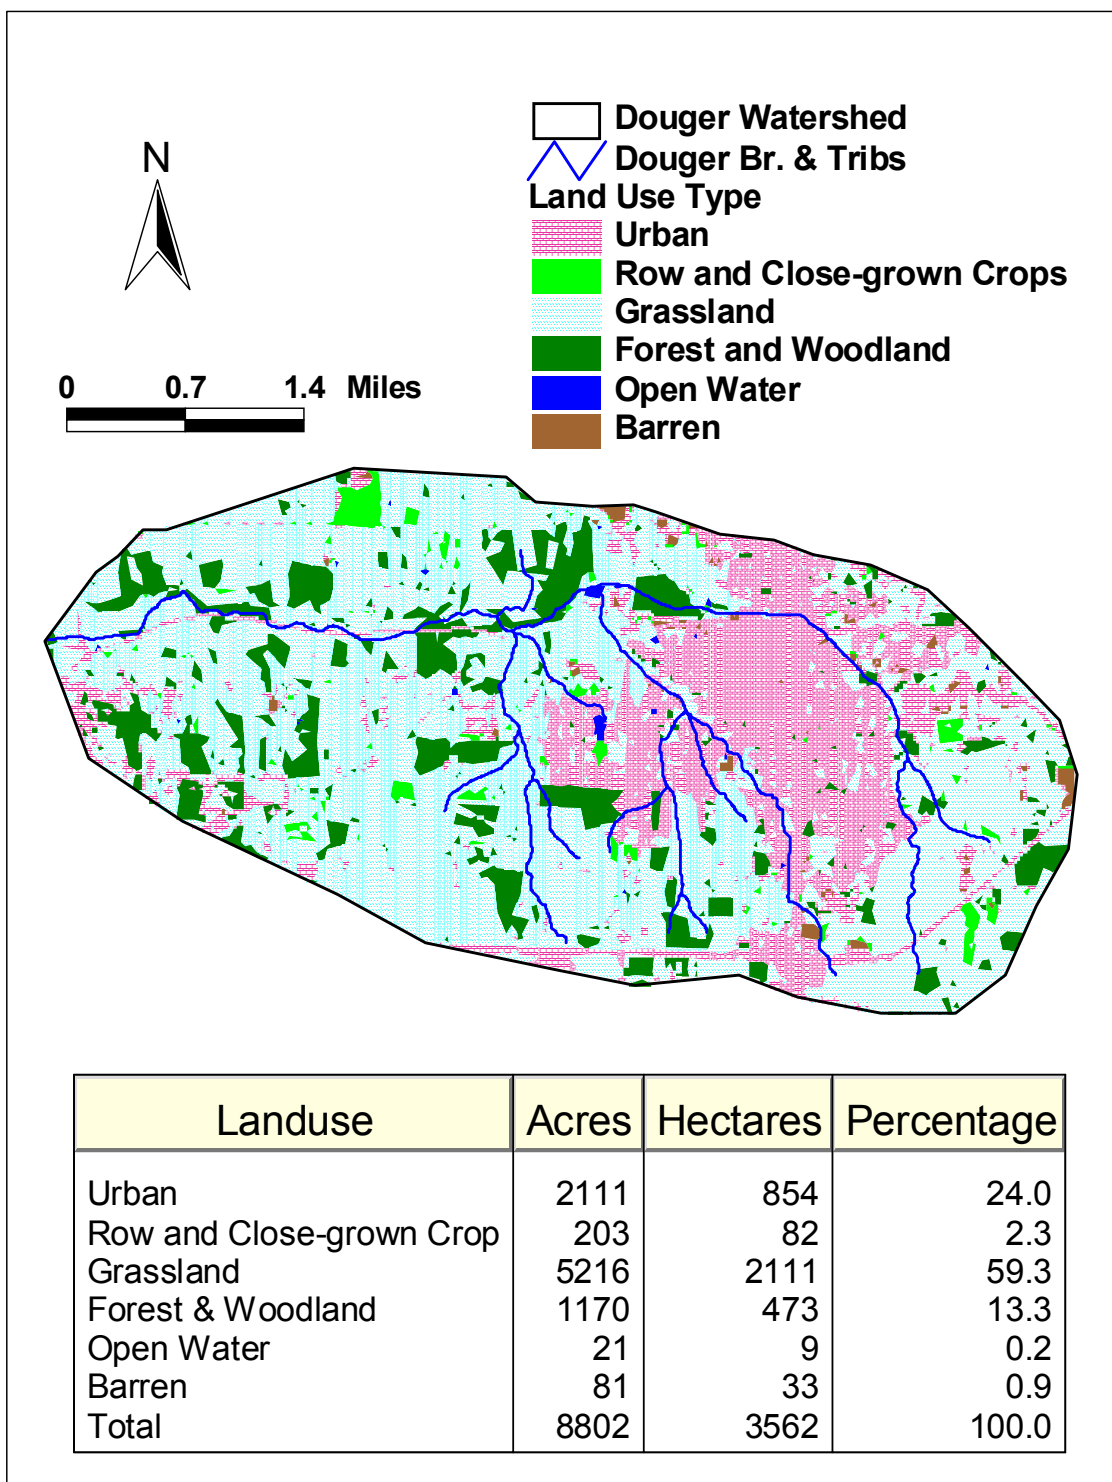 Douger Watershed
N
Douger Br. & Tribs
Land Use Type
Urban
Row and Close-grown Crops
Grassland
Forest and Woodland
0 0.7 1.4 Miles
Open Water
Barren
Landuse Acres Hectares Percentage
Urban 2111 854 24.0
Row and Close-grown Crop 203 82 2.3
Grassland 5216 2111 59.3
Forest & Woodland 1170 473 13.3
Open Water 21 9 0.2
Barren 81 33 0.9
Total 8802 3562 100.0